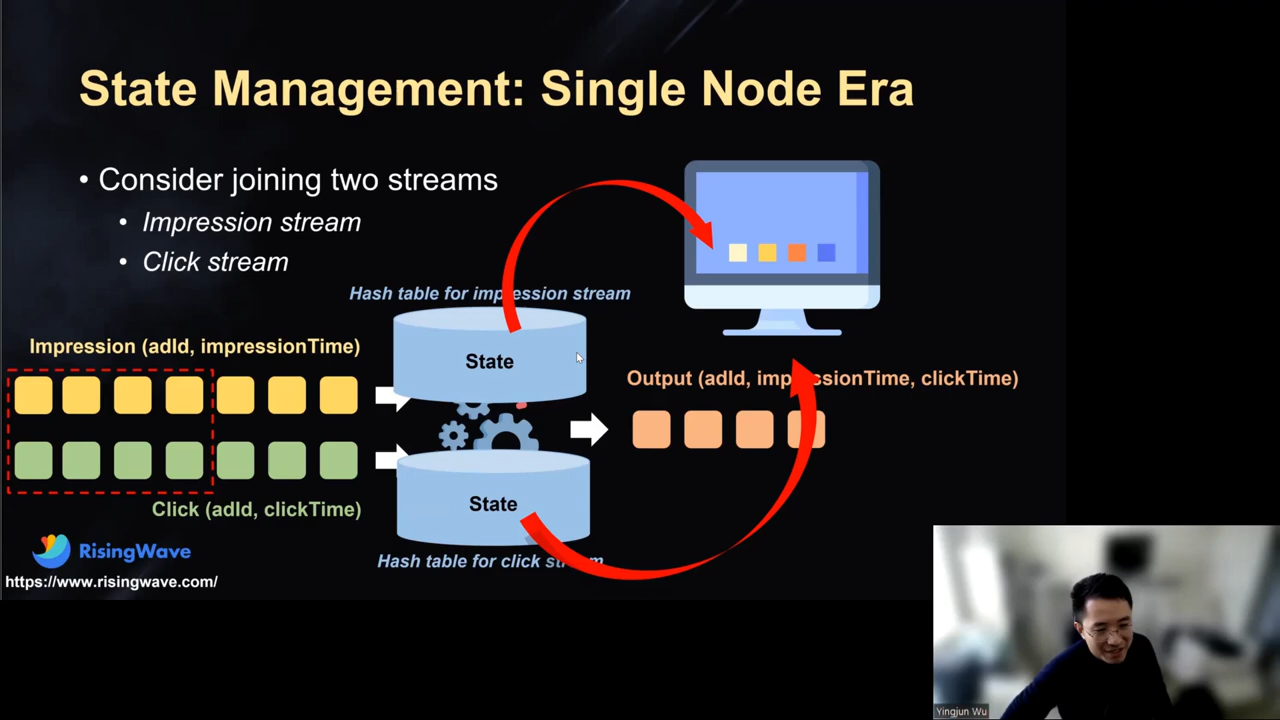 State Management: Single Node Era
• Consider joining two streams
• Impression stream
• Click stream
Hash table for impression stream
Impression (adId, impressionTime)
State
Output (adId, impressionTime, clickTime)
State
Click (adId, clickTime)
Hash table for click stream
RisingWave
https://www.risingwave.com/
Yingjun Wu